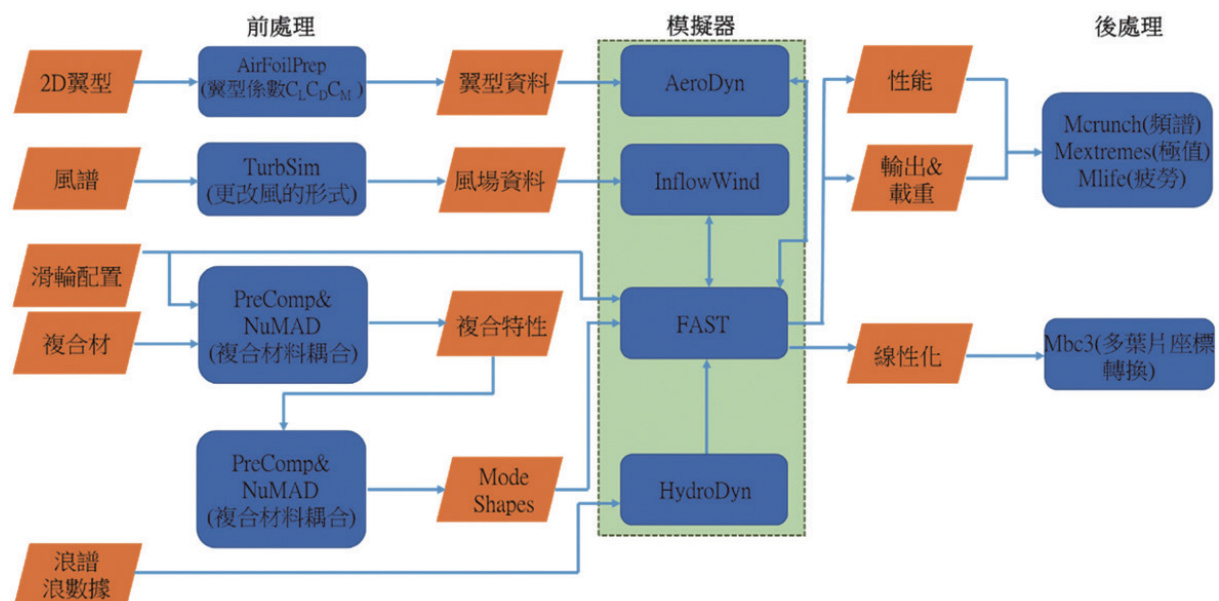 前處理
模擬器
後處理
2D翼型
AirFoilPrep
(翼型係數CLCDCM )
翼型資料
AeroDyn
性能
風譜
TurbSim
(更改風的形式)
風場資料
InflowWind
輸出&
載重
Mcrunch(頻譜)
Mextremes(極值)
Mlife(疲勞)
滑輪配置
複合材
PreComp&
NuMAD
(複合材料耦合)
複合特性
FAST
線性化
Mbc3(多葉片座標
轉換)
PreComp&
NuMAD
(複合材料耦合)
Mode
Shapes
HydroDyn
浪譜
浪數據